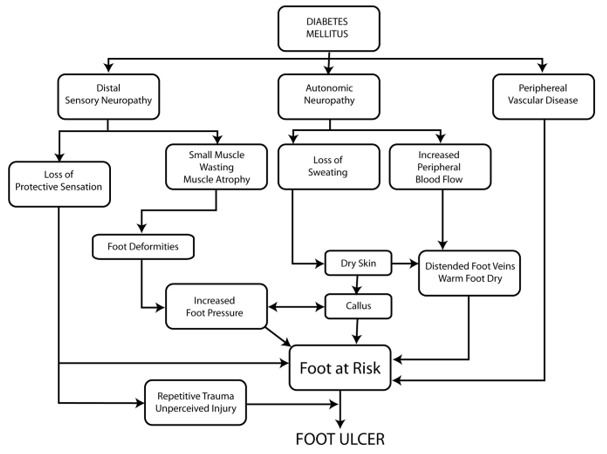 DIABETES
MELLITUS
Distal
Sensory Neuropathy
Autonomic
Neuropathy
Periphereal
Vascular Disease
Loss of
Protective Sensation
Small Muscle
Wasting
Muscle Atrophy
Loss of
Sweating
Increased
Peripheral
Blood Flow
Foot Deformities
Dry Skin
Distended Foot Veins
Warm Foot Dry
Increased
Foot Pressure
Callus
Foot at Risk
Repetitive Trauma
Unperceived Injury
FOOT ULCER